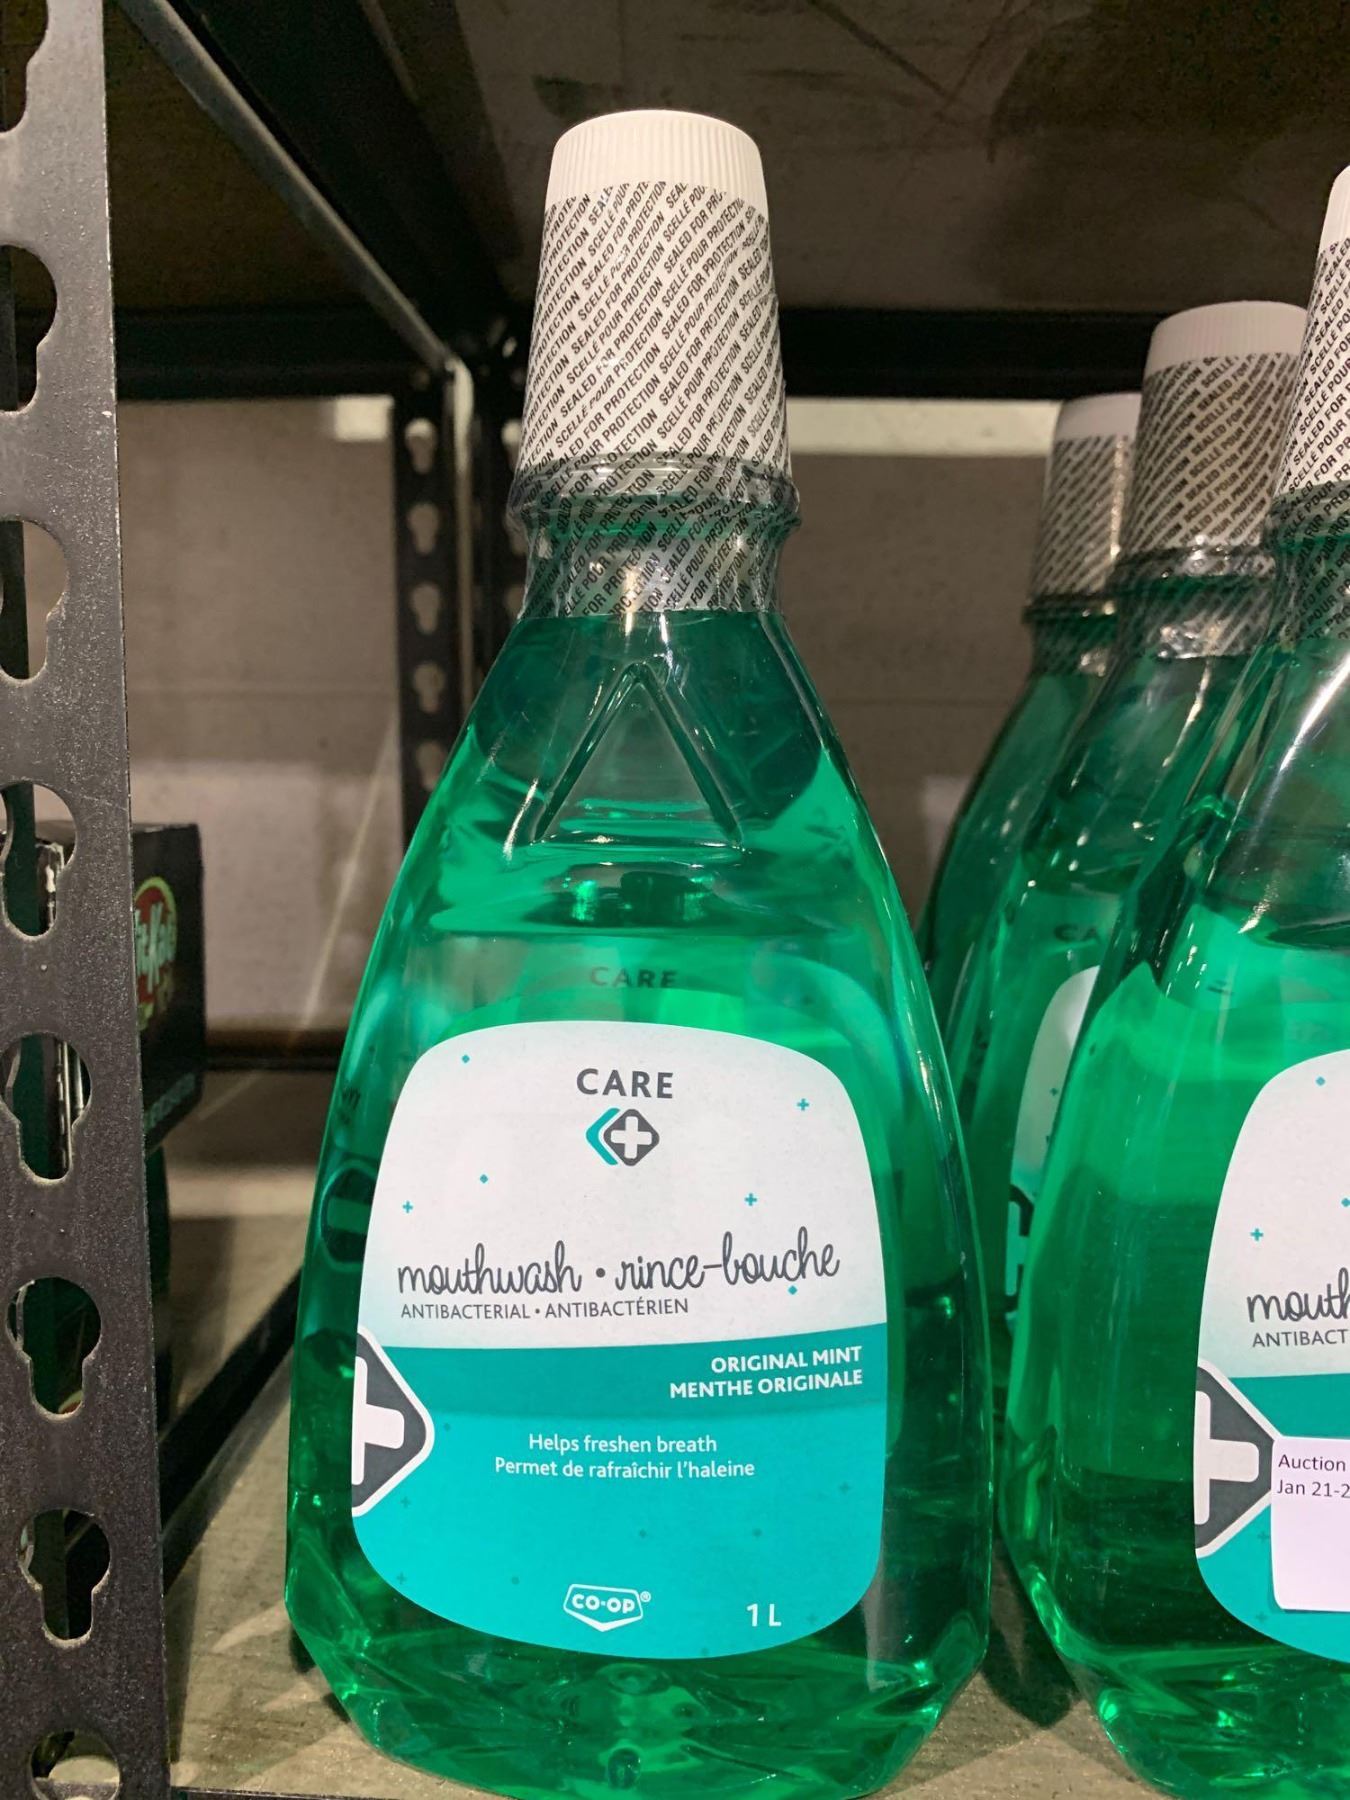 SEALED FOR PROTECTION SCELLÉ POUR PROTECTION
CARE
CARE
mouthwash • rince-bouche
ANTIBACTERIAL • ANTIBACTÉRIEN
ORIGINAL MINT
MENTHE ORIGINALE
Helps freshen breath
Permet de rafraîchir l'haleine
CO-OP®
1 L
CA
mouth
ANTIBACT
Auction
Jan 21-2